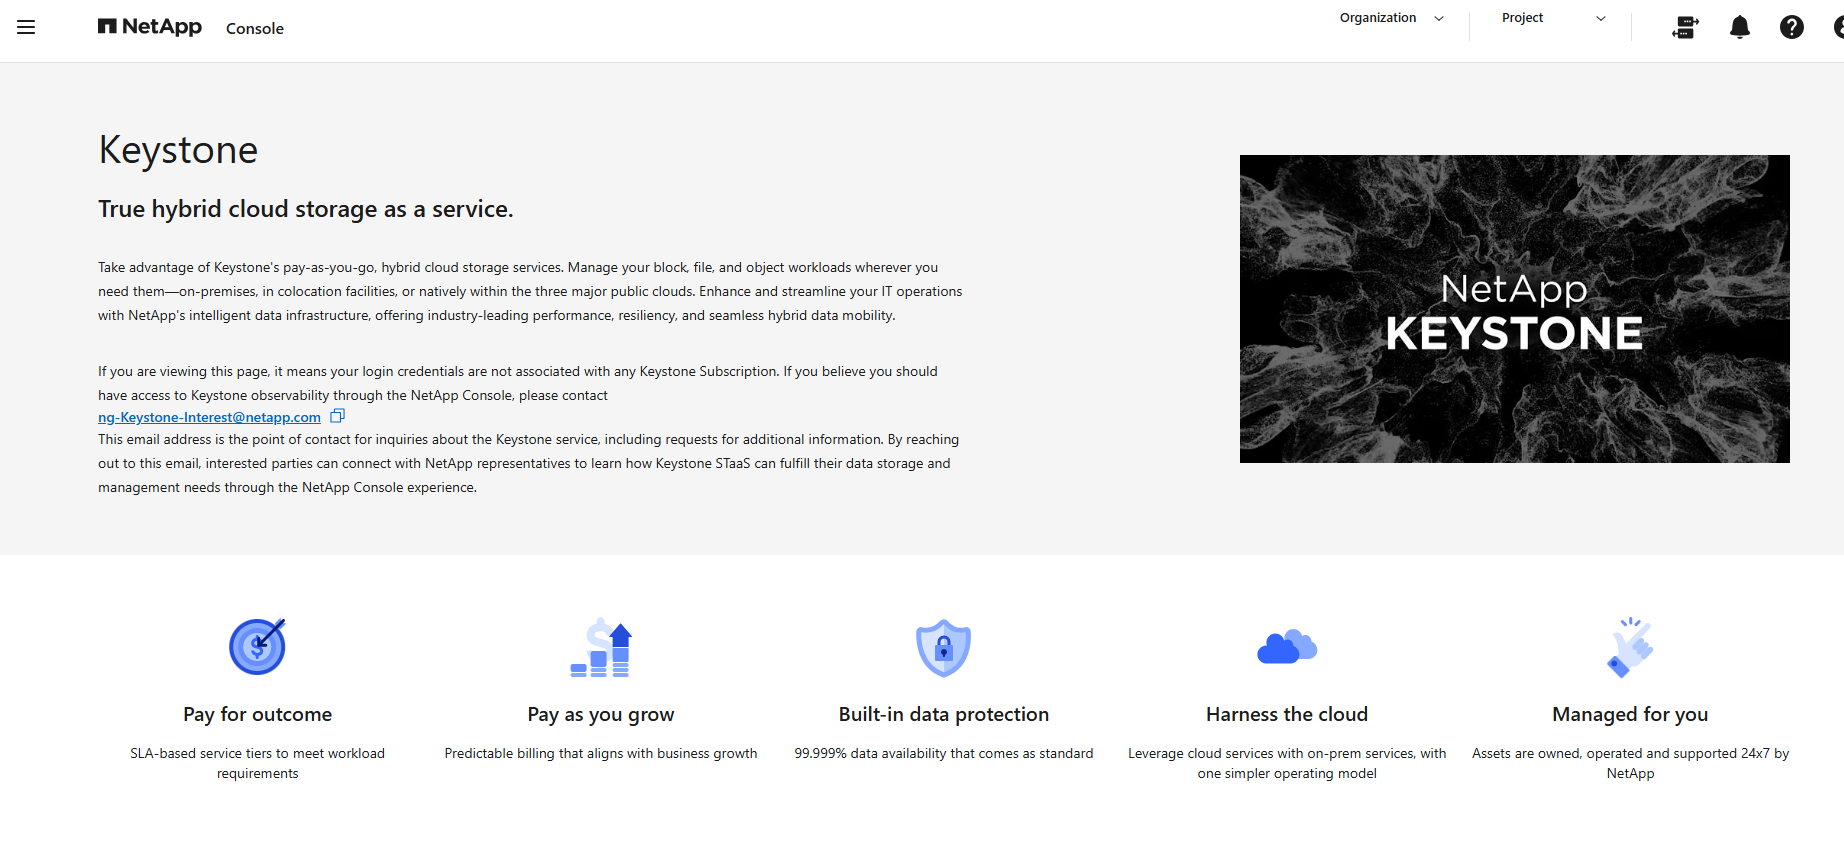 NetApp Console Organization Project
Keystone
True hybrid cloud storage as a service.
Take advantage of Keystone's pay-as-you-go, hybrid cloud storage services. Manage your block, file, and object workloads wherever you
need them—on-premises, in colocation facilities, or natively within the three major public clouds. Enhance and streamline your IT operations
with NetApp's intelligent data infrastructure, offering industry-leading performance, resiliency, and seamless hybrid data mobility.
If you are viewing this page, it means your login credentials are not associated with any Keystone Subscription. If you believe you should
have access to Keystone observability through the NetApp Console, please contact
ng-Keystone-Interest@netapp.com
This email address is the point of contact for inquiries about the Keystone service, including requests for additional information. By reaching
out to this email, interested parties can connect with NetApp representatives to learn how Keystone STaaS can fulfill their data storage and
management needs through the NetApp Console experience.
NetApp
KEYSTONE
Pay for outcome
SLA-based service tiers to meet workload
requirements
Pay as you grow
Predictable billing that aligns with business growth
Built-in data protection
99.999% data availability that comes as standard
Harness the cloud
Leverage cloud services with on-prem services, with
one simpler operating model
Managed for you
Assets are owned, operated and supported 24x7 by
NetApp